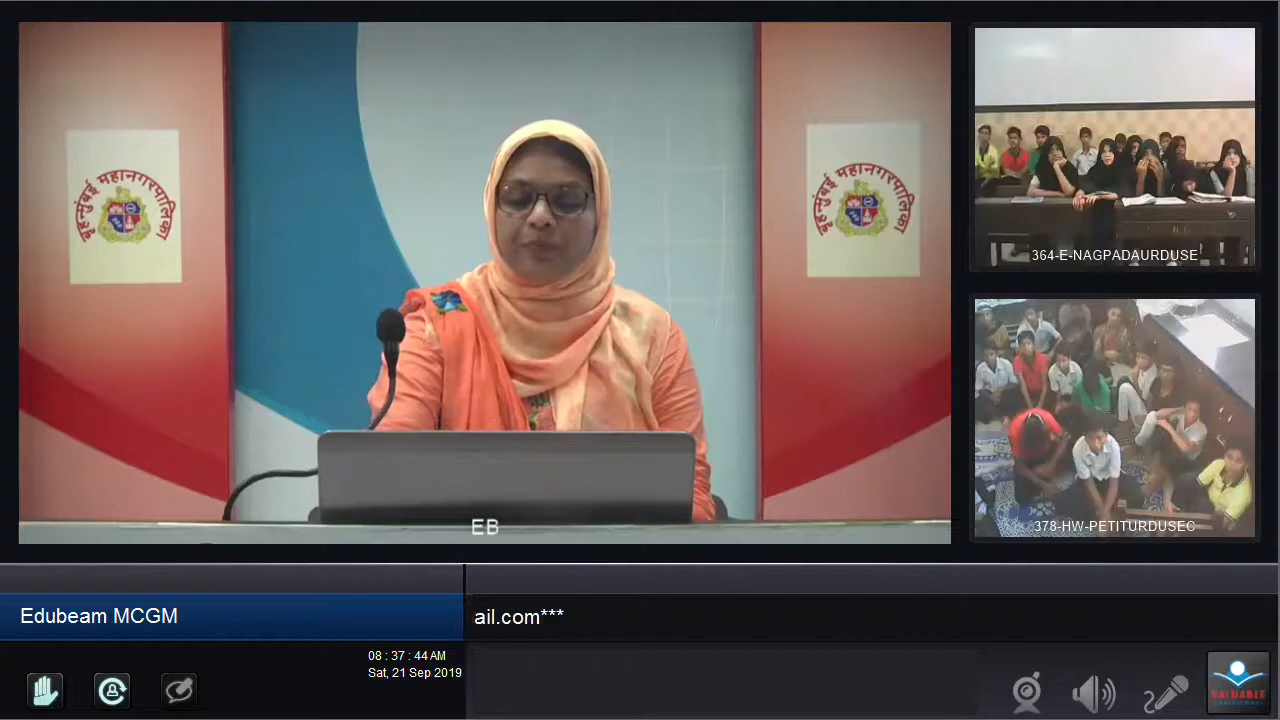 बृहन्मुंबई महानगरपालिका
बृहन्मुंबई महानगरपालिका
364-E-NAGPADAURDUSE
378-HW-PETITURDUSEC
EB
Edubeam MCGM
ail.com***
08 : 37 : 44 AM
Sat, 21 Sep 2019
VALUABLE